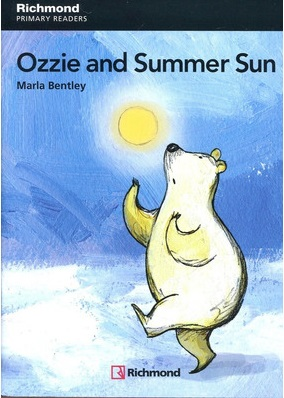 Richmond
PRIMARY READERS
Ozzie and Summer Sun
Marla Bentley
Richmond